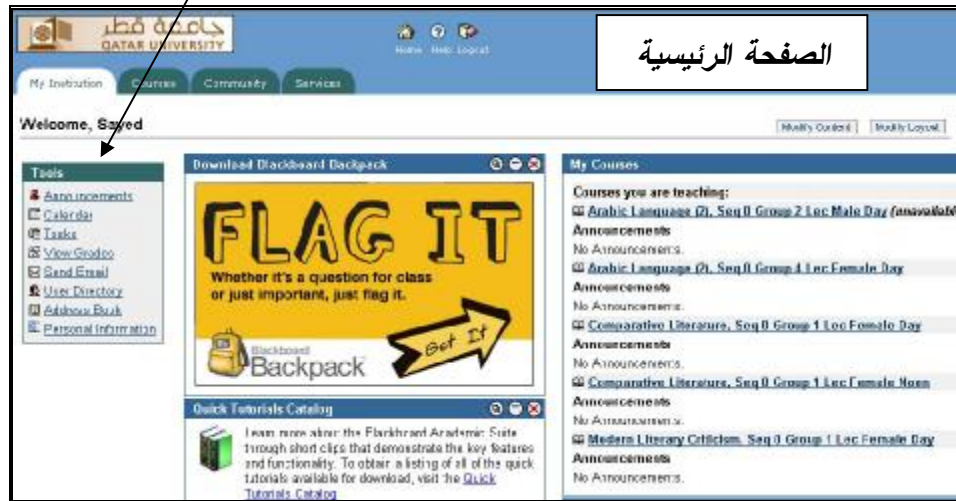 جامعة قطر
QATAR UNIVERSITY
Home Help Logout
الصفحة الرئيسية
My Institution Courses Community Services
Welcome, Sayed
Modify Content Modify Layout
Tools
Announcements
Calendar
Tasks
View Grades
Send Email
User Directory
Address Book
Personal Information
Download Blackboard Backpack
FLAG IT
Whether it's a question for class
or just important, just flag it.
Get It
Blackboard
Backpack
Quick Tutorials Catalog
Learn more about the Blackboard Academic Suite
through short clips that demonstrate the key features
and functionality. To obtain a listing of all of the quick
tutorials available for download, visit the Quick
Tutorials Catalog
My Courses
Courses you are teaching:
Arabic Language (2), Seq 0 Group 2 Lec Male Day (unavailabl
Announcements
No Announcements.
Arabic Language (2), Seq 0 Group 4 Lec Female Day
Announcements
No Announcements.
Comparative Literature, Seq 0 Group 1 Lec Female Day
Announcements
No Announcements.
Comparative Literature, Seq 0 Group 1 Lec Female Noon
Announcements
No Announcements.
Modern Literary Criticism, Seq 0 Group 1 Lec Female Day
Announcements
No Announcements.